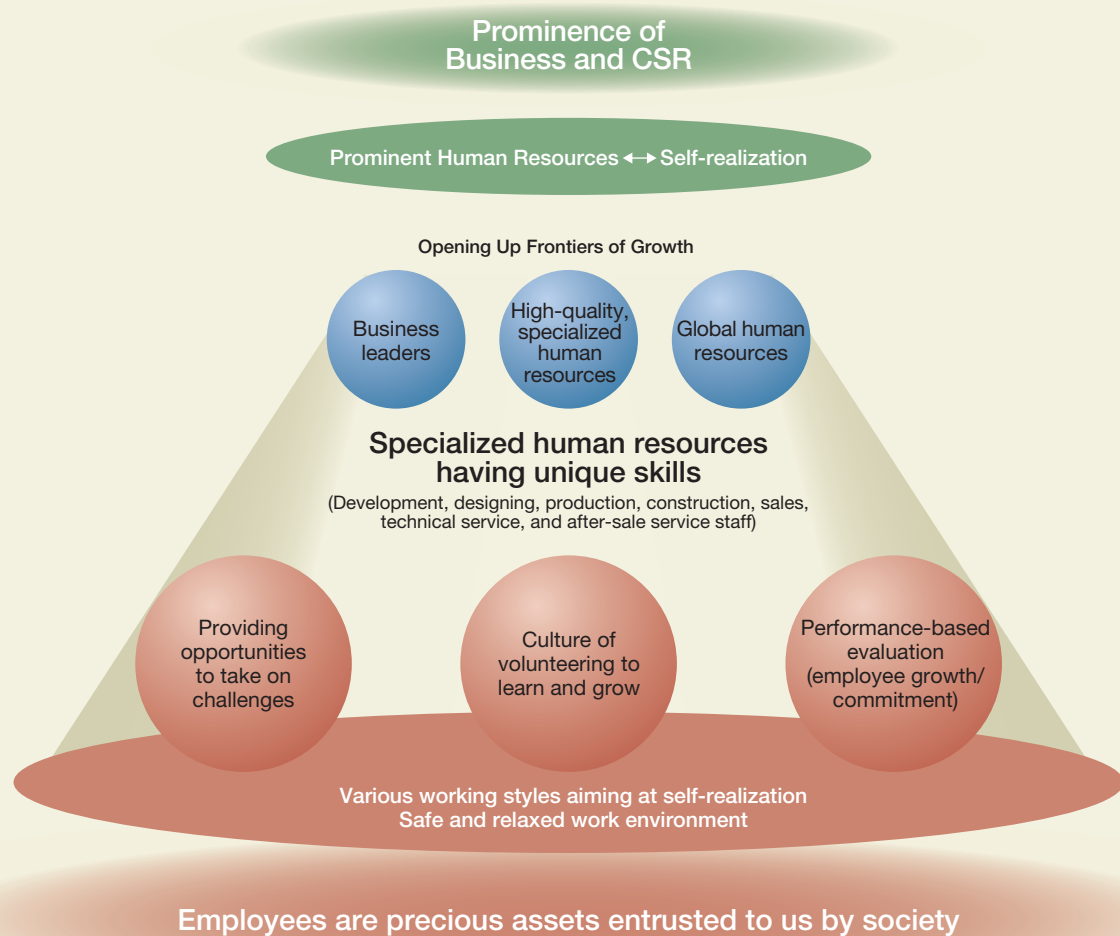 Prominence of
Business and CSR
Prominent Human Resources ↔ Self-realization
Opening Up Frontiers of Growth
Business
leaders
High-quality,
specialized
human
resources
Global human
resources
Specialized human resources
having unique skills
(Development, designing, production, construction, sales,
technical service, and after-sale service staff)
Providing
opportunities
to take on
challenges
Culture of
volunteering to
learn and grow
Performance-based
evaluation
(employee growth/
commitment)
Various working styles aiming at self-realization
Safe and relaxed work environment
Employees are precious assets entrusted to us by society